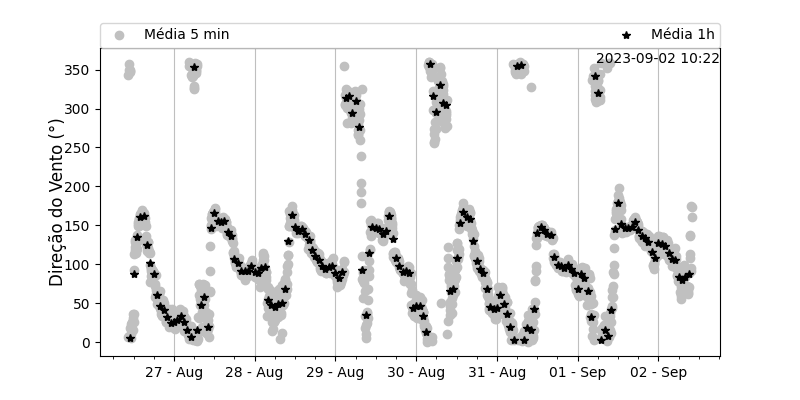 Média 5 min
Média 1h
2023-09-02 10:22
Direção do Vento (°)
350
300
250
200
150
100
50
0
27 - Aug
28 - Aug
29 - Aug
30 - Aug
31 - Aug
01 - Sep
02 - Sep